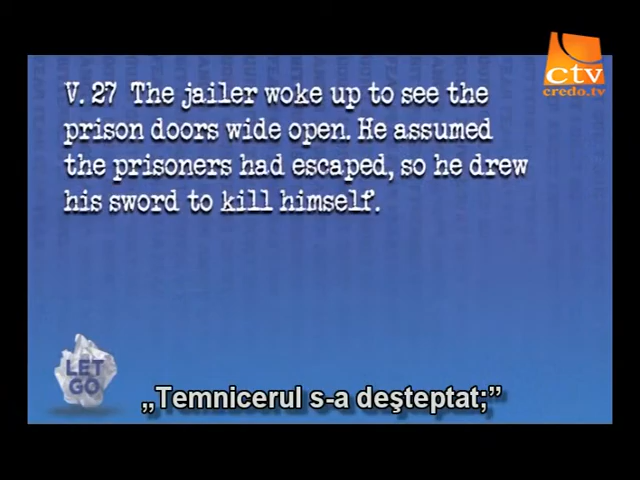 ctv
credo.tv
V. 27 The jailer woke up to see the
prison doors wide open. He assumed
the prisoners had escaped, so he drew
his sword to kill himself.
LET
GO
„Temnicerul s-a deşteptat;”